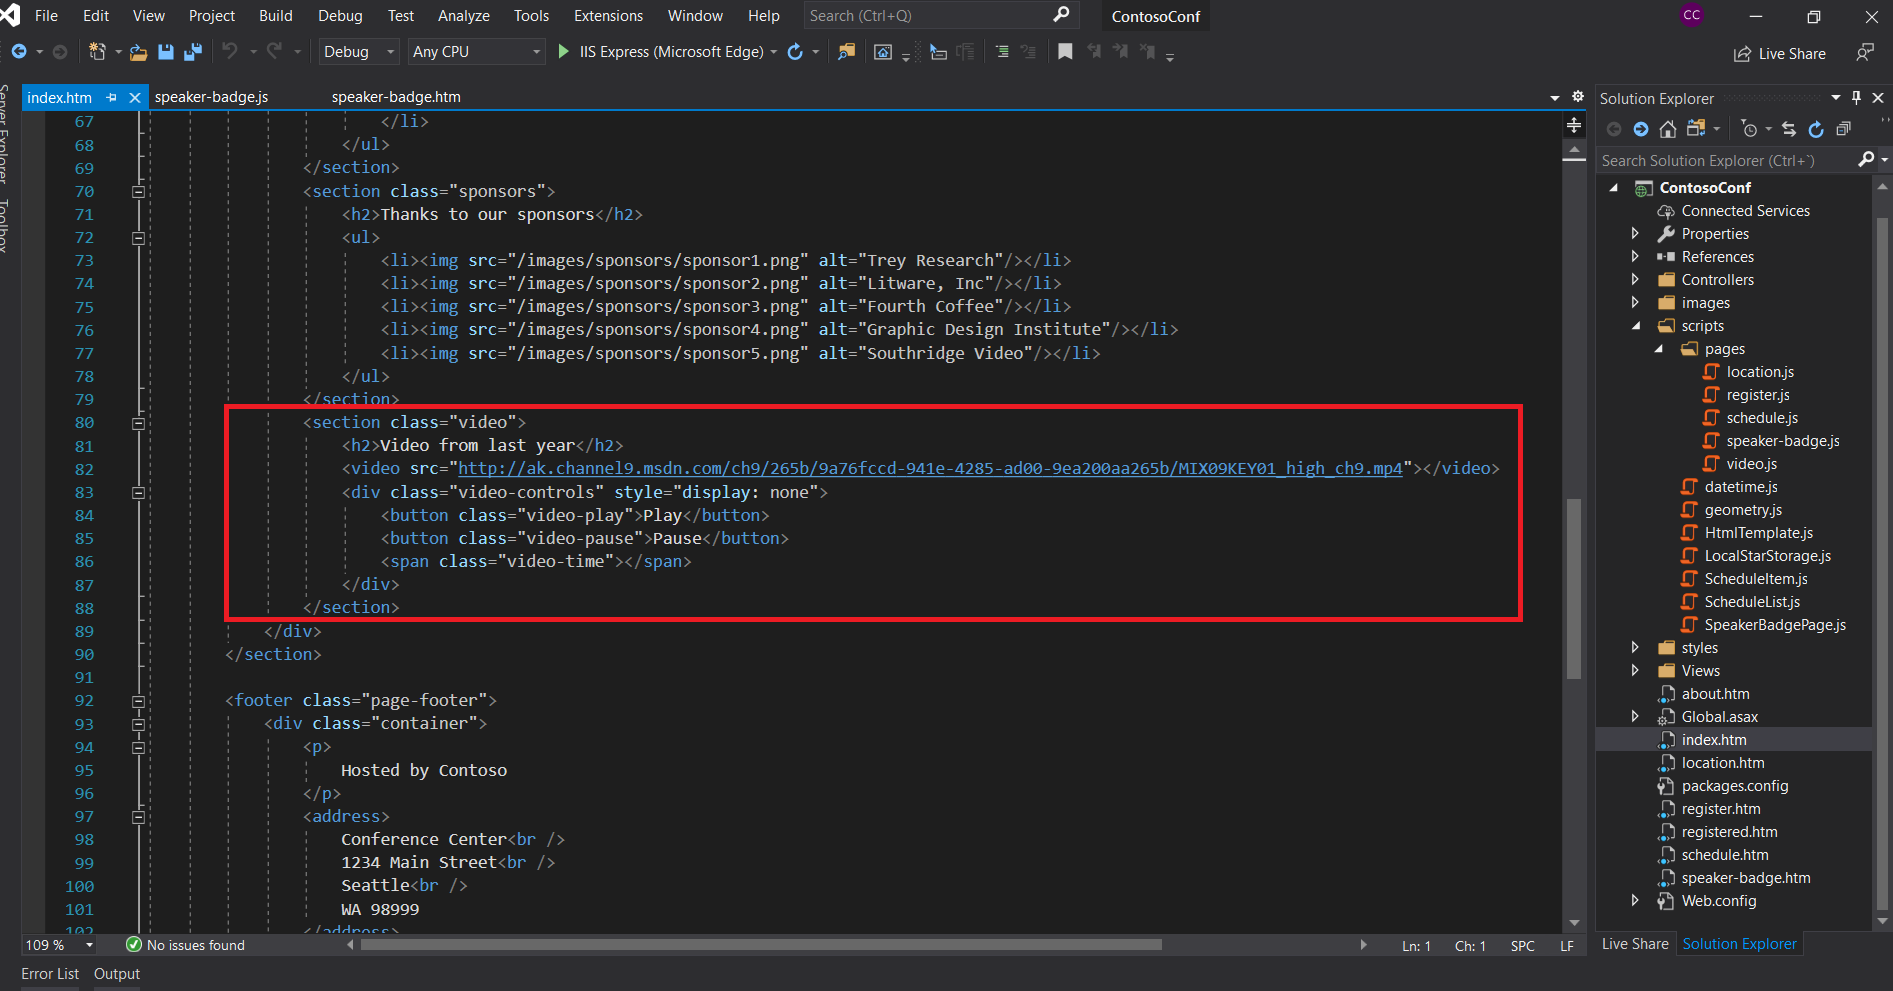 File Edit View Project Build Debug Test Analyze Tools Extensions Window Help Search (Ctrl+Q) ContosoConf CC
Debug Any CPU IIS Express (Microsoft Edge) Live Share
Server Explorer
Toolbox
index.htm speaker-badge.js speaker-badge.htm
67 </li>
68 </ul>
69 </section>
70 <section class="sponsors">
71 <h2>Thanks to our sponsors</h2>
72 <ul>
73 <li><img src="/images/sponsors/sponsor1.png" alt="Trey Research"/></li>
74 <li><img src="/images/sponsors/sponsor2.png" alt="Litware, Inc"/></li>
75 <li><img src="/images/sponsors/sponsor3.png" alt="Fourth Coffee"/></li>
76 <li><img src="/images/sponsors/sponsor4.png" alt="Graphic Design Institute"/></li>
77 <li><img src="/images/sponsors/sponsor5.png" alt="Southridge Video"/></li>
78 </ul>
79 </section>
80 <section class="video">
81 <h2>Video from last year</h2>
82 <video src="http://ak.channel9.msdn.com/ch9/265b/9a76fccd-941e-4285-ad00-9ea200aa265b/MIX09KEY01_high_ch9.mp4"></video>
83 <div class="video-controls" style="display: none">
84 <button class="video-play">Play</button>
85 <button class="video-pause">Pause</button>
86 <span class="video-time"></span>
87 </div>
88 </section>
89 </div>
90 </section>
91
92 <footer class="page-footer">
93 <div class="container">
94 <p>
95 Hosted by Contoso
96 </p>
97 <address>
98 Conference Center<br />
99 1234 Main Street<br />
100 Seattle<br />
101 WA 98999
102 </address>
109 % No issues found Ln: 1 Ch: 1 SPC LF
Error List Output
Solution Explorer
Search Solution Explorer (Ctrl+`)
ContosoConf
Connected Services
Properties
References
Controllers
images
scripts
pages
location.js
register.js
schedule.js
speaker-badge.js
video.js
datetime.js
geometry.js
HtmlTemplate.js
LocalStarStorage.js
ScheduleItem.js
ScheduleList.js
SpeakerBadgePage.js
styles
Views
about.htm
Global.asax
index.htm
location.htm
packages.config
register.htm
registered.htm
schedule.htm
speaker-badge.htm
Web.config
Live Share Solution Explorer